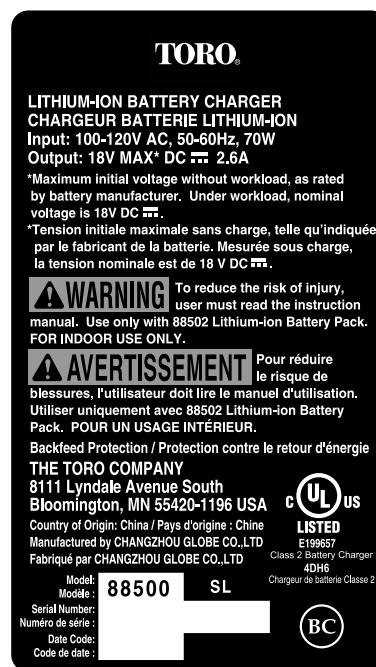 TORO®
LITHIUM-ION BATTERY CHARGER
CHARGEUR BATTERIE LITHIUM-ION
Input: 100-120V AC, 50-60Hz, 70W
Output: 18V MAX* DC ⎓ 2.6A
*Maximum initial voltage without workload, as rated
by battery manufacturer. Under workload, nominal
voltage is 18V DC ⎓.
*Tension initiale maximale sans charge, telle qu'indiquée
par le fabricant de la batterie. Mesurée sous charge,
la tension nominale est de 18 V DC ⎓.
WARNING To reduce the risk of injury,
user must read the instruction
manual. Use only with 88502 Lithium-ion Battery Pack.
FOR INDOOR USE ONLY.
AVERTISSEMENT Pour réduire
le risque de
blessures, l'utilisateur doit lire le manuel d'utilisation.
Utiliser uniquement avec 88502 Lithium-ion Battery
Pack. POUR UN USAGE INTÉRIEUR.
Backfeed Protection / Protection contre le retour d'énergie
THE TORO COMPANY
8111 Lyndale Avenue South
Bloomington, MN 55420-1196 USA
Country of Origin: China / Pays d'origine : Chine
Manufactured by CHANGZHOU GLOBE CO.,LTD
Fabriqué par CHANGZHOU GLOBE CO.,LTD
C UL US
LISTED
E199657
Class 2 Battery Charger
4DH6
Chargeur de batterie Classe 2
Model:
Modèle : 88500 SL
Serial Number:
Numéro de série :
Date Code:
Code de date :
BC